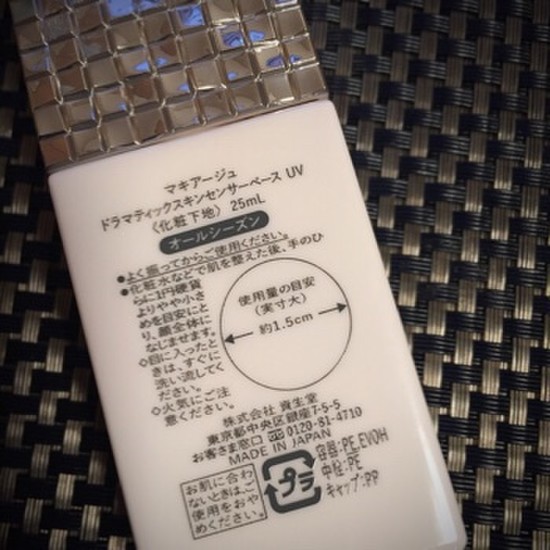 マキアージュ
ドラマティックスキンセンサーベース UV
〈化粧下地〉 25mL
オールシーズン
●よく振ってからご使用ください。
●化粧水などで肌を整えた後、手のひ
らに1円硬貨
よりやや小さ
めを目安にと
り、顔全体に
なじませます。
◇目に入ったと
きは、すぐに
洗い流してく
ださい。
◇火気にご注
意ください。
使用量の目安
(実寸大)
約1.5cm
株式会社 資生堂
東京都中央区銀座7-5-5
お客さま窓口 0120-81-4710
MADE IN JAPAN
お肌に合わ
ないときはご
使用をおや
めください。
プラ
容器:PE,EVOH
中栓:PE
キャップ:PP